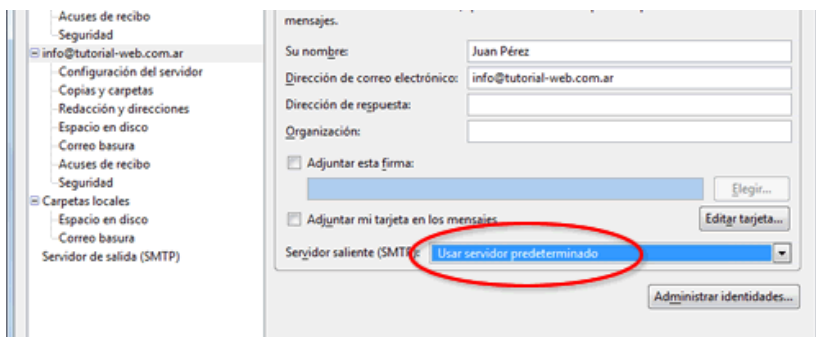 Acuses de recibo
Seguridad
info@tutorial-web.com.ar
Configuración del servidor
Copias y carpetas
Redacción y direcciones
Espacio en disco
Correo basura
Acuses de recibo
Seguridad
Carpetas locales
Espacio en disco
Correo basura
Servidor de salida (SMTP)
mensajes.
Su nombre: Juan Pérez
Dirección de correo electrónico: info@tutorial-web.com.ar
Dirección de respuesta:
Organización:
Adjuntar esta firma:
Elegir...
Adjuntar mi tarjeta en los mensajes
Editar tarjeta...
Servidor saliente (SMTP): Usar servidor predeterminado
Administrar identidades...